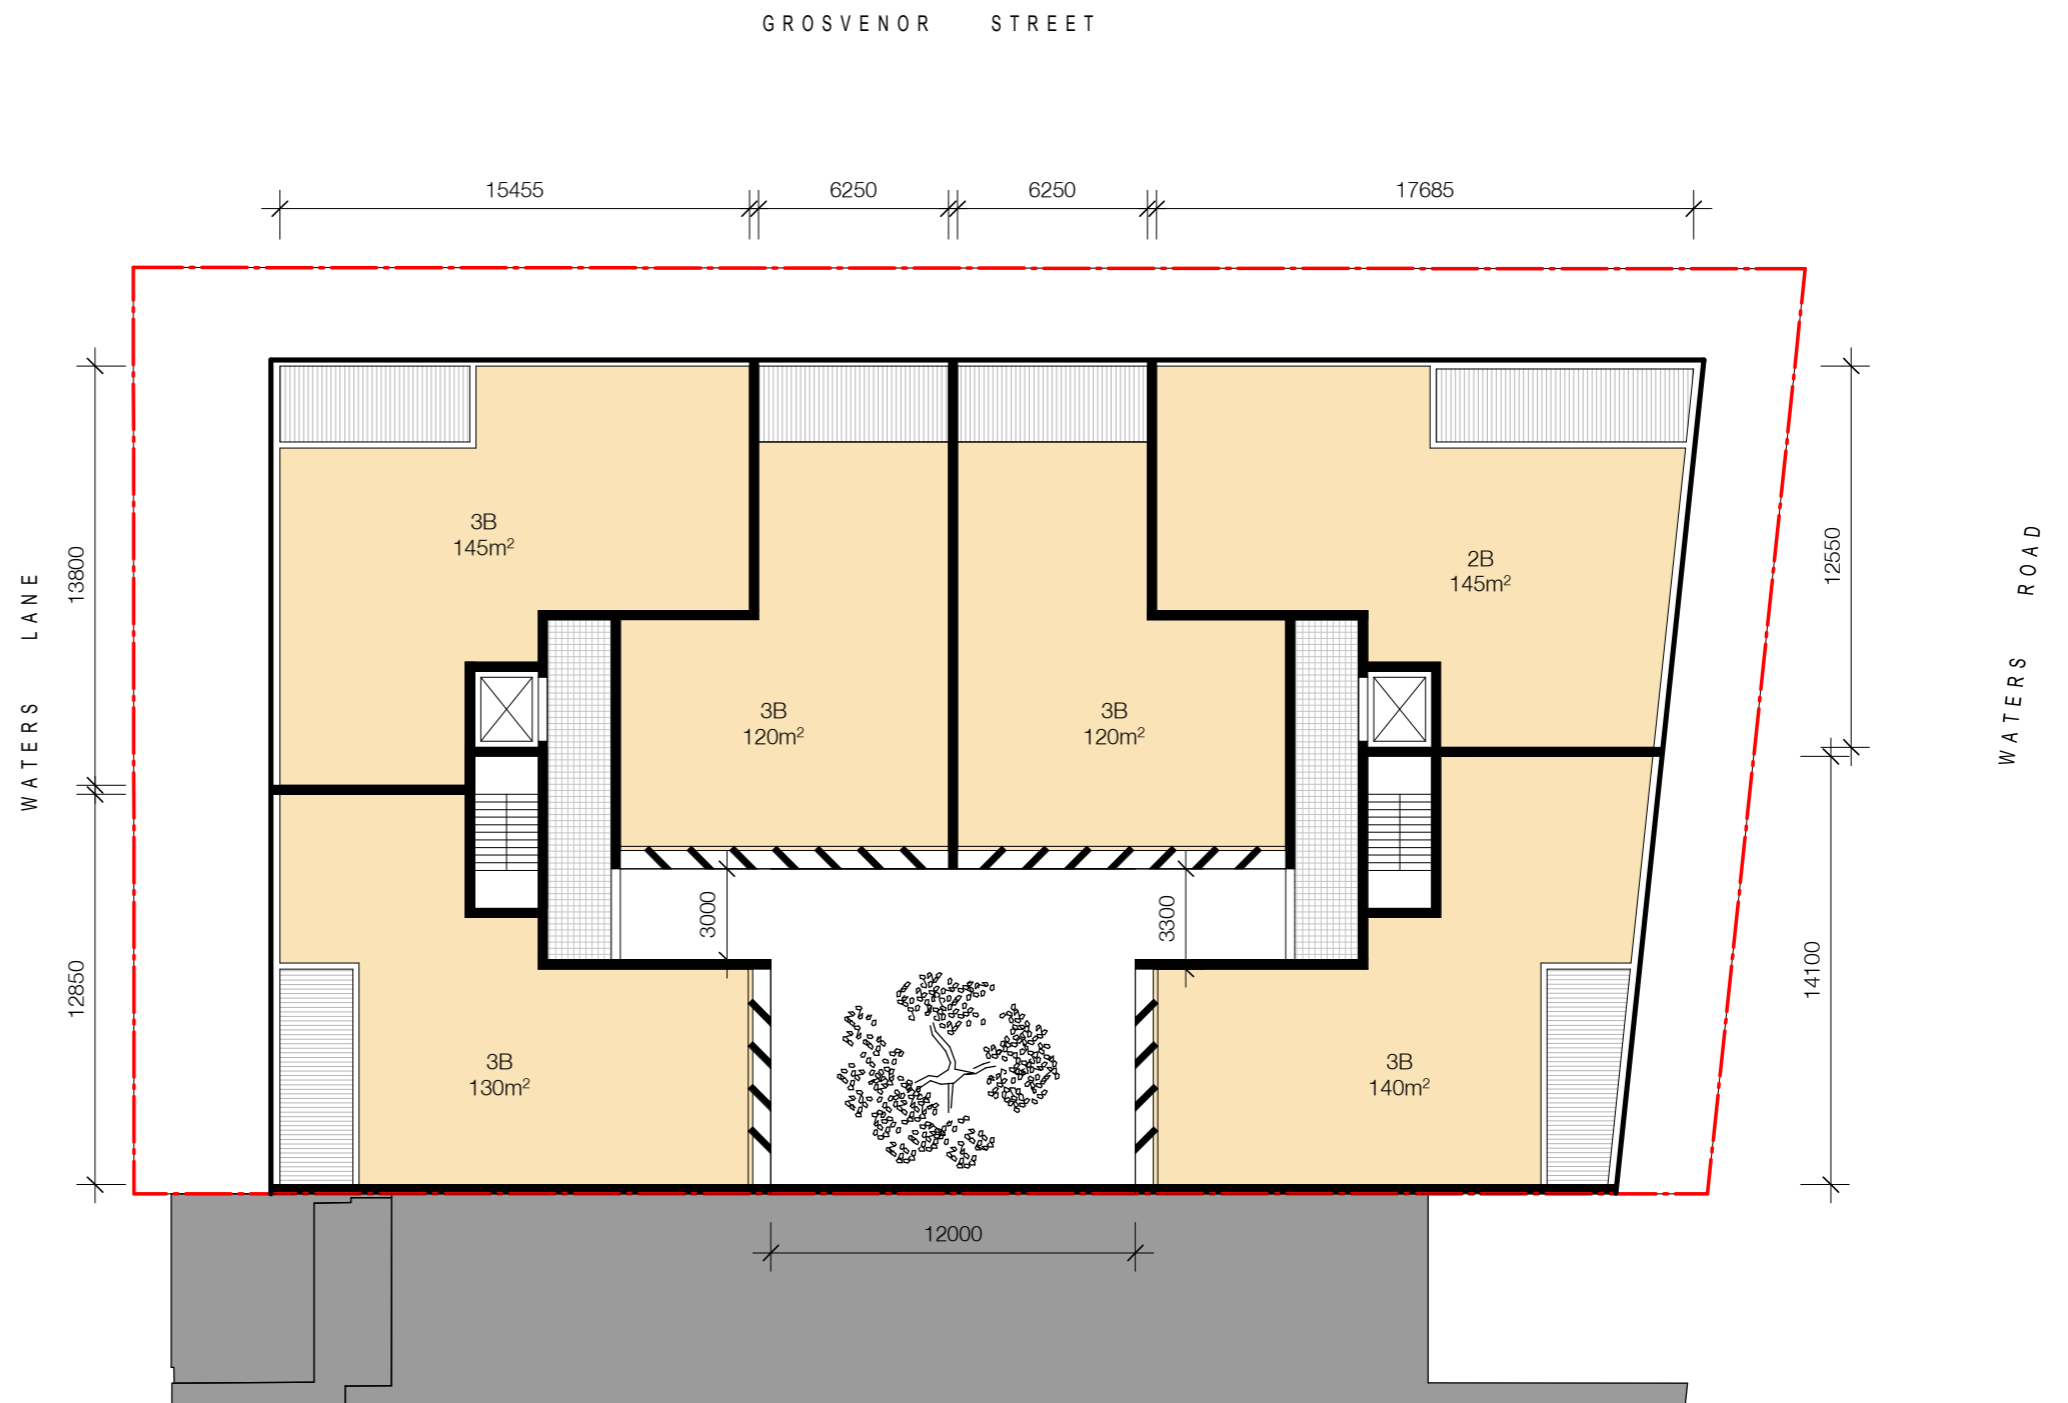 GROSVENOR STREET
15455
6250
6250
17685
WATERS LANE
13800
12850
3B
145m²
3B
120m²
3B
120m²
2B
145m²
12550
WATERS ROAD
14100
3000
3300
3B
130m²
3B
140m²
12000